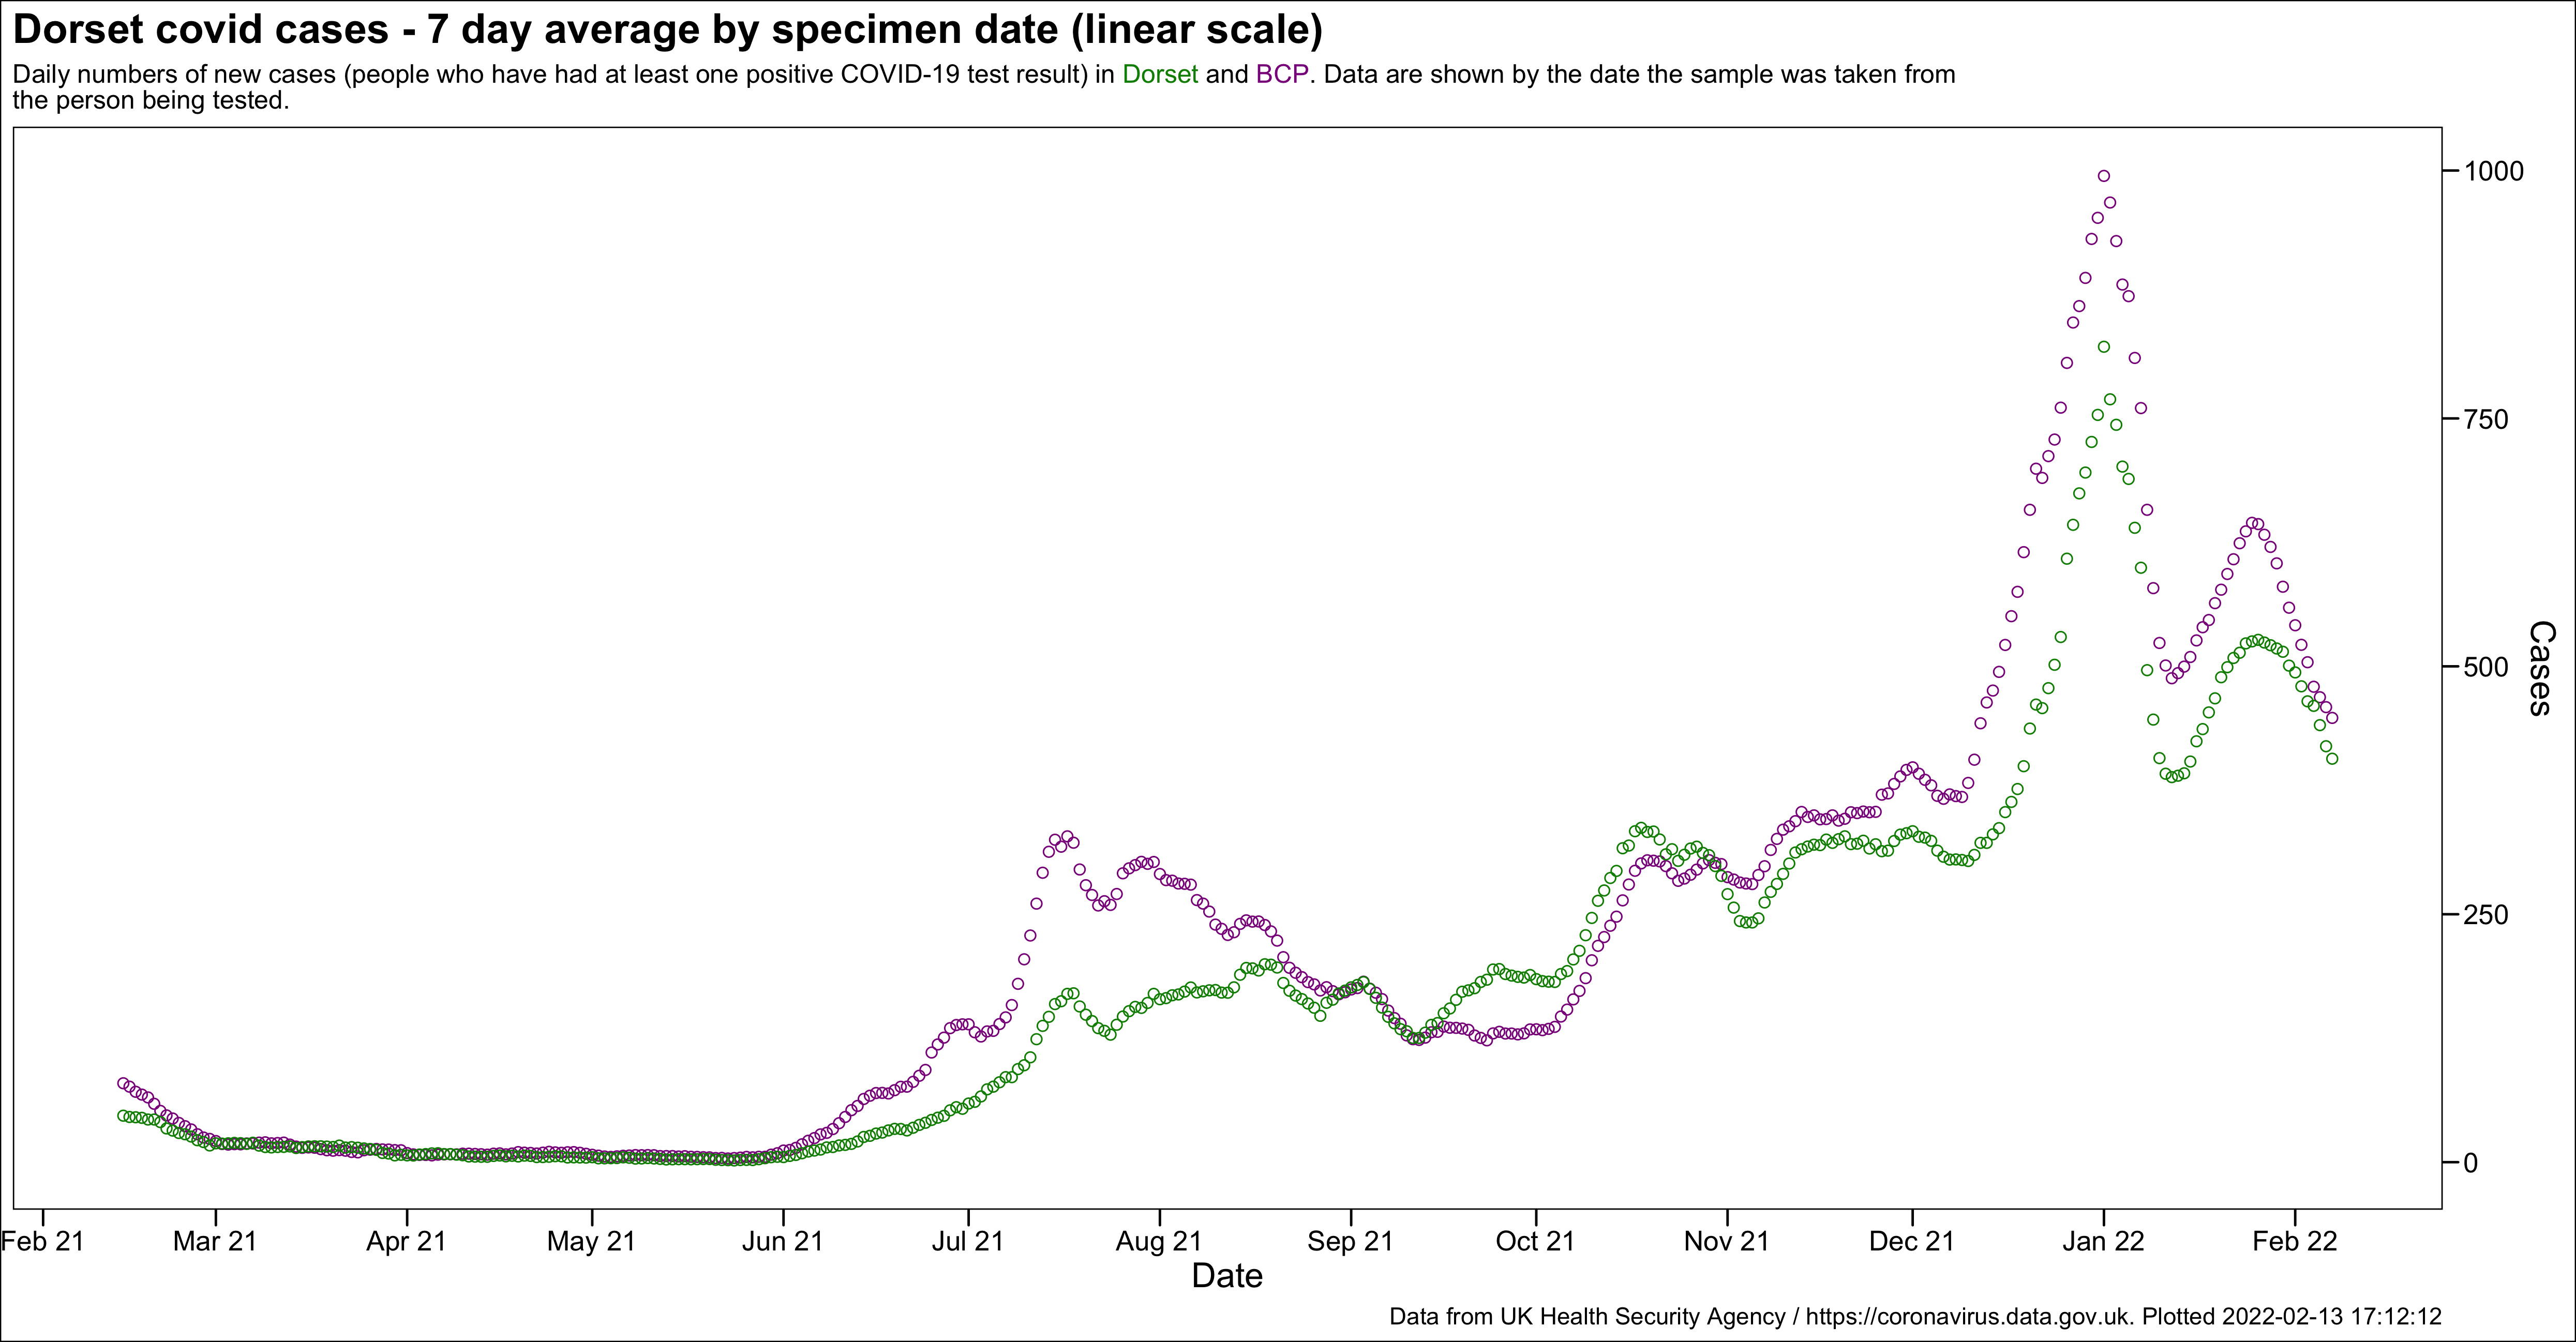 Dorset covid cases - 7 day average by specimen date (linear scale)
Daily numbers of new cases (people who have had at least one positive COVID-19 test result) in Dorset and BCP. Data are shown by the date the sample was taken from
the person being tested.
1000
750
500
250
0
Cases
Feb 21 Mar 21 Apr 21 May 21 Jun 21 Jul 21 Aug 21 Sep 21 Oct 21 Nov 21 Dec 21 Jan 22 Feb 22
Date
Data from UK Health Security Agency / https://coronavirus.data.gov.uk. Plotted 2022-02-13 17:12:12